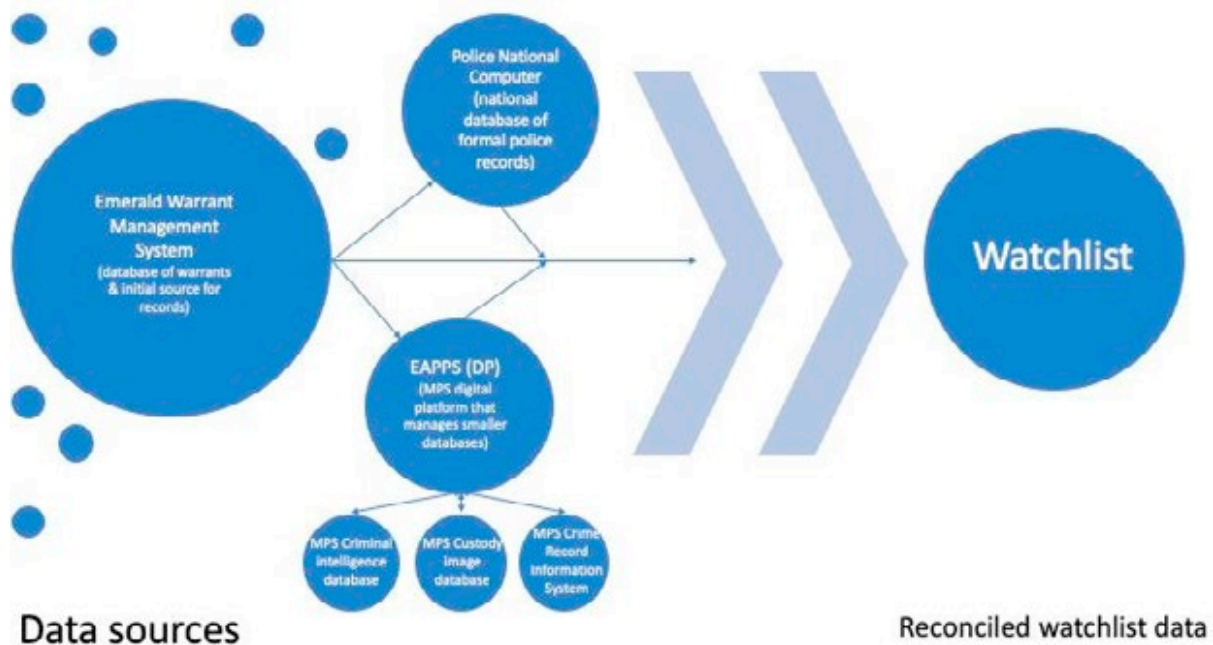 Police National
Computer
(national
database of
formal police
records)
Emerald Warrant
Management
System
(database of warrants
& initial source for
records)
Watchlist
EAPPS (DP)
(MPS digital
platform that
manages smaller
databases)
MPS Criminal
intelligence
database
MPS Custody
image
database
MPS Crime
Record
Information
System
Data sources
Reconciled watchlist data